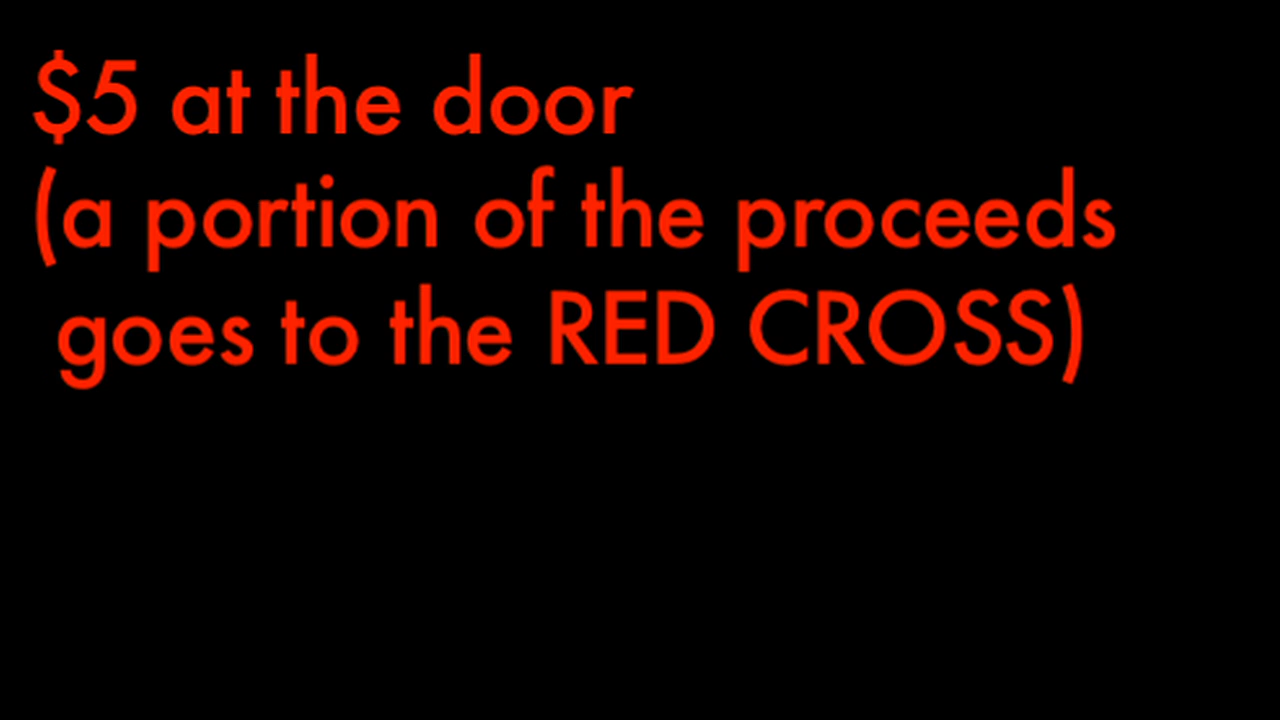 $5 at the door
(a portion of the proceeds
goes to the RED CROSS)